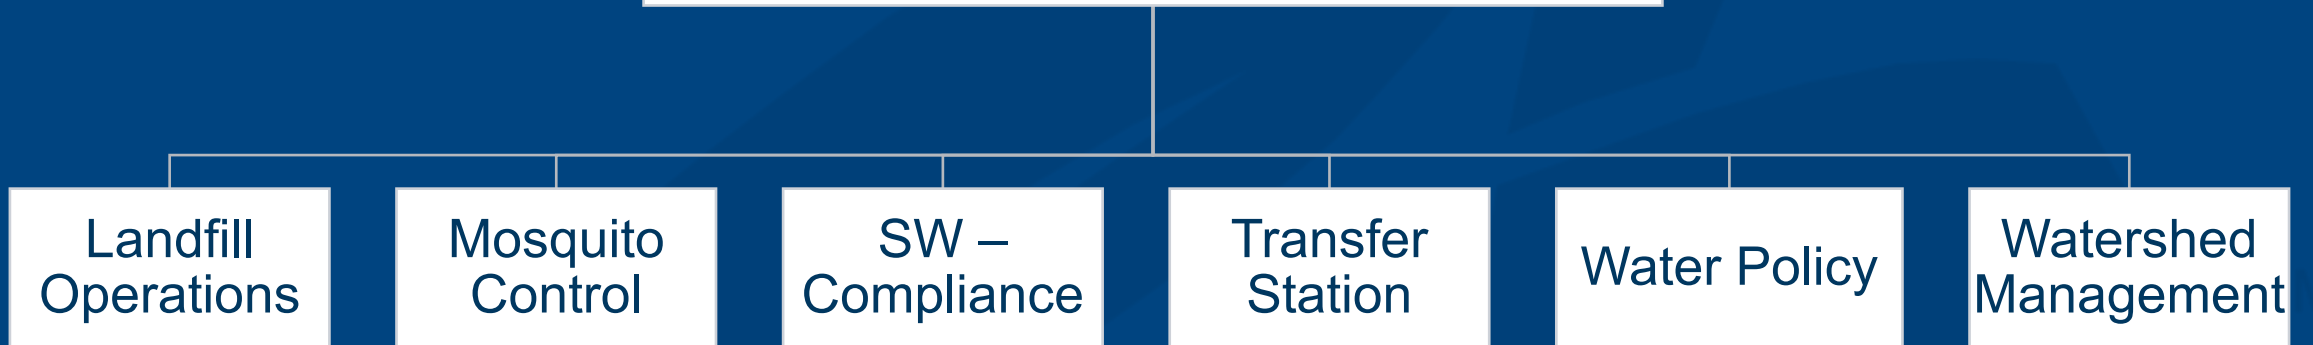 Landfill
Operations
Mosquito
Control
SW –
Compliance
Transfer
Station
Water Policy
Watershed
Management